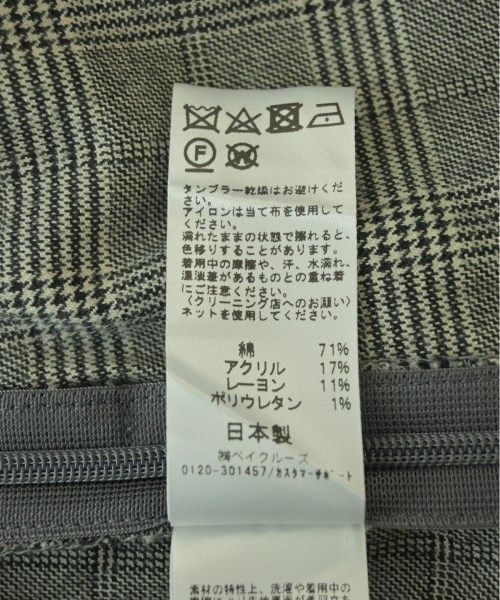 F W
タンブラー乾燥はお避けくだ
さい。
アイロンは当て布を使用して
ください。
濡れたままの状態で擦れると、
色移りすることがあります。
着用中の摩擦や、汗、水濡れ、
漂淡着があるものとの重ね着
にご注意ください。
〈クリーニング店へのお願い〉
ネットを使用してください。
綿 71%
アクリル 17%
レーヨン 11%
ポリウレタン 1%
日本製
㈱ベイクルーズ
0120-301457/カスタマーサポート
素材の特性上、洗濯や着用中の